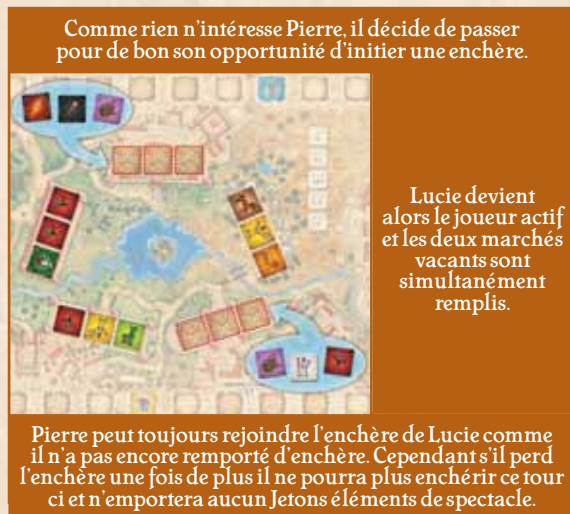 Comme rien n’intéresse Pierre, il décide de passer
pour de bon son opportunité d’initier une enchère.
Lucie devient
alors le joueur actif
et les deux marchés
vacants sont
simultanément
remplis.
Pierre peut toujours rejoindre l’enchère de Lucie comme
il n’a pas encore remporté d’enchère. Cependant s’il perd
l’enchère une fois de plus il ne pourra plus enchérir ce tour
ci et n’emportera aucun Jetons éléments de spectacle.